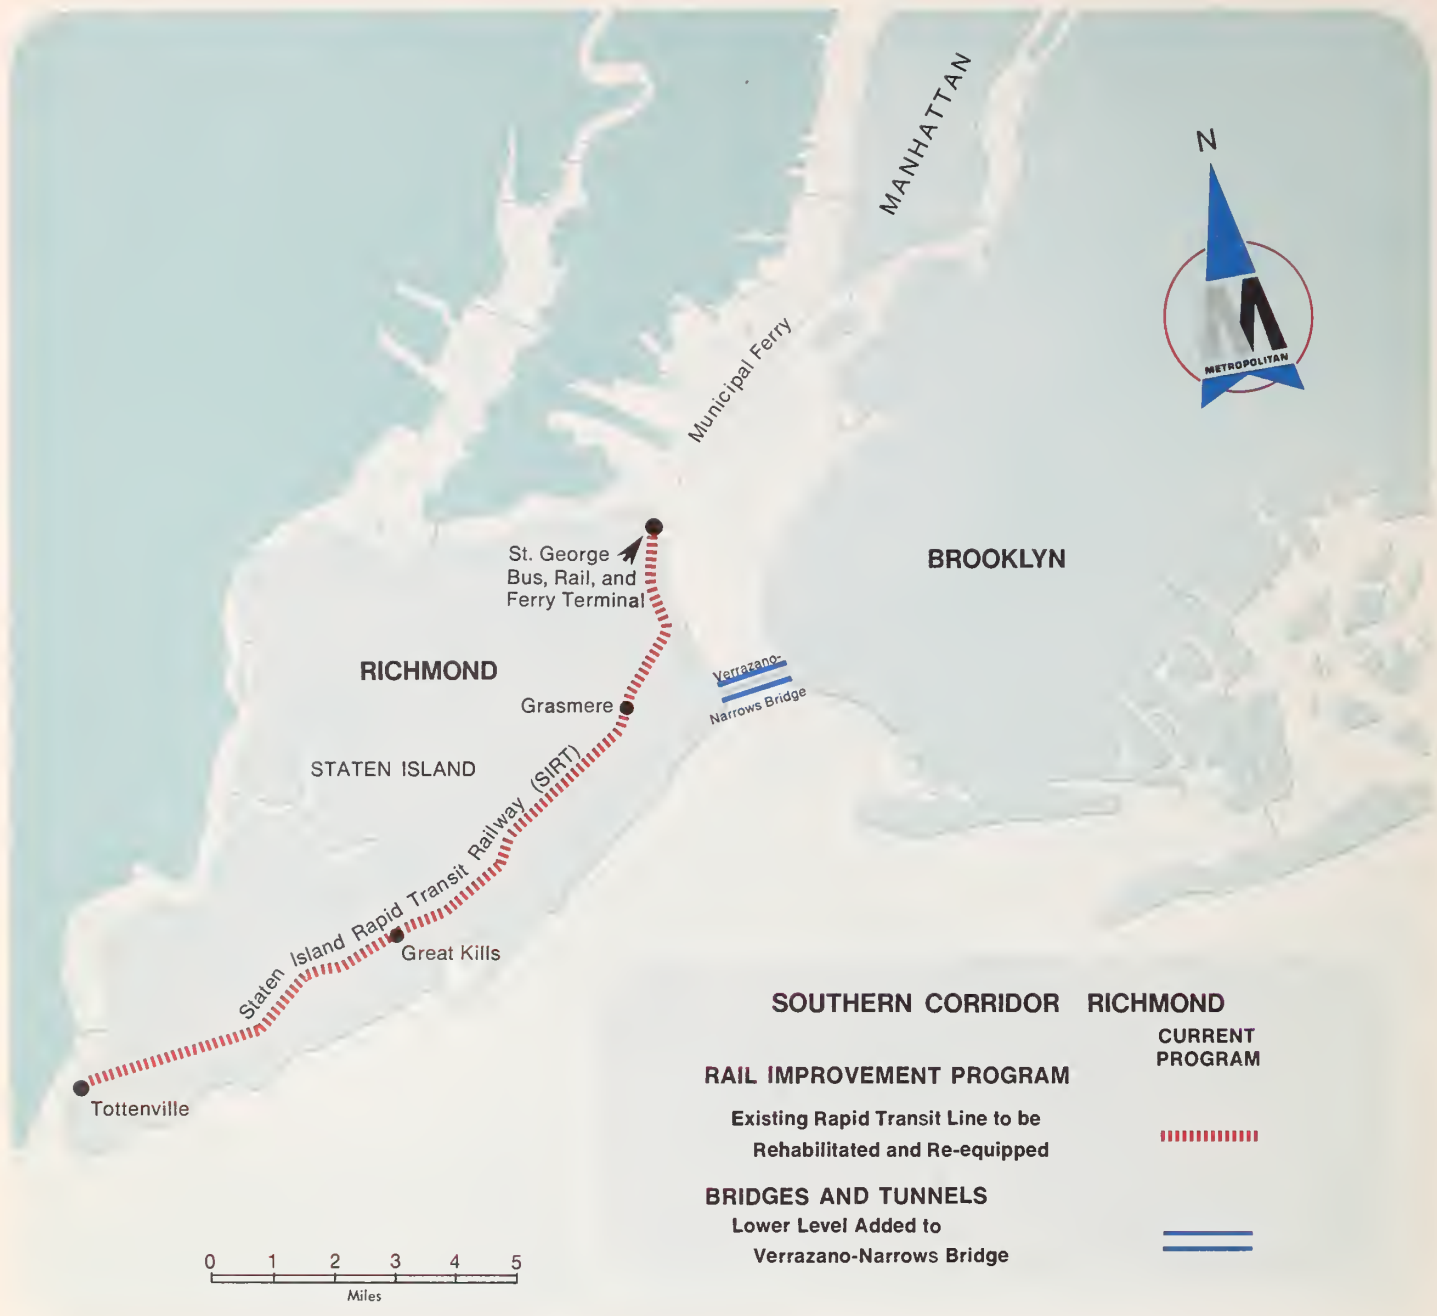 MANHATTAN
N
METROPOLITAN
Municipal Ferry
St. George
Bus, Rail, and
Ferry Terminal
BROOKLYN
RICHMOND
Verrazano-
Narrows Bridge
Grasmere
STATEN ISLAND
Staten Island Rapid Transit Railway (SIRT)
Great Kills
Tottenville
SOUTHERN CORRIDOR RICHMOND
CURRENT
PROGRAM
RAIL IMPROVEMENT PROGRAM
Existing Rapid Transit Line to be
Rehabilitated and Re-equipped
BRIDGES AND TUNNELS
Lower Level Added to
Verrazano-Narrows Bridge
0 1 2 3 4 5
Miles